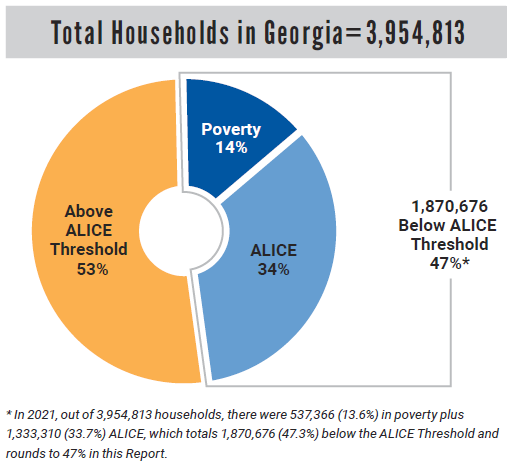 Total Households in Georgia=3,954,813
Poverty
14%
Above
ALICE
Threshold
53%
ALICE
34%
1,870,676
Below ALICE
Threshold
47%*
* In 2021, out of 3,954,813 households, there were 537,366 (13.6%) in poverty plus
1,333,310 (33.7%) ALICE, which totals 1,870,676 (47.3%) below the ALICE Threshold and
rounds to 47% in this Report.